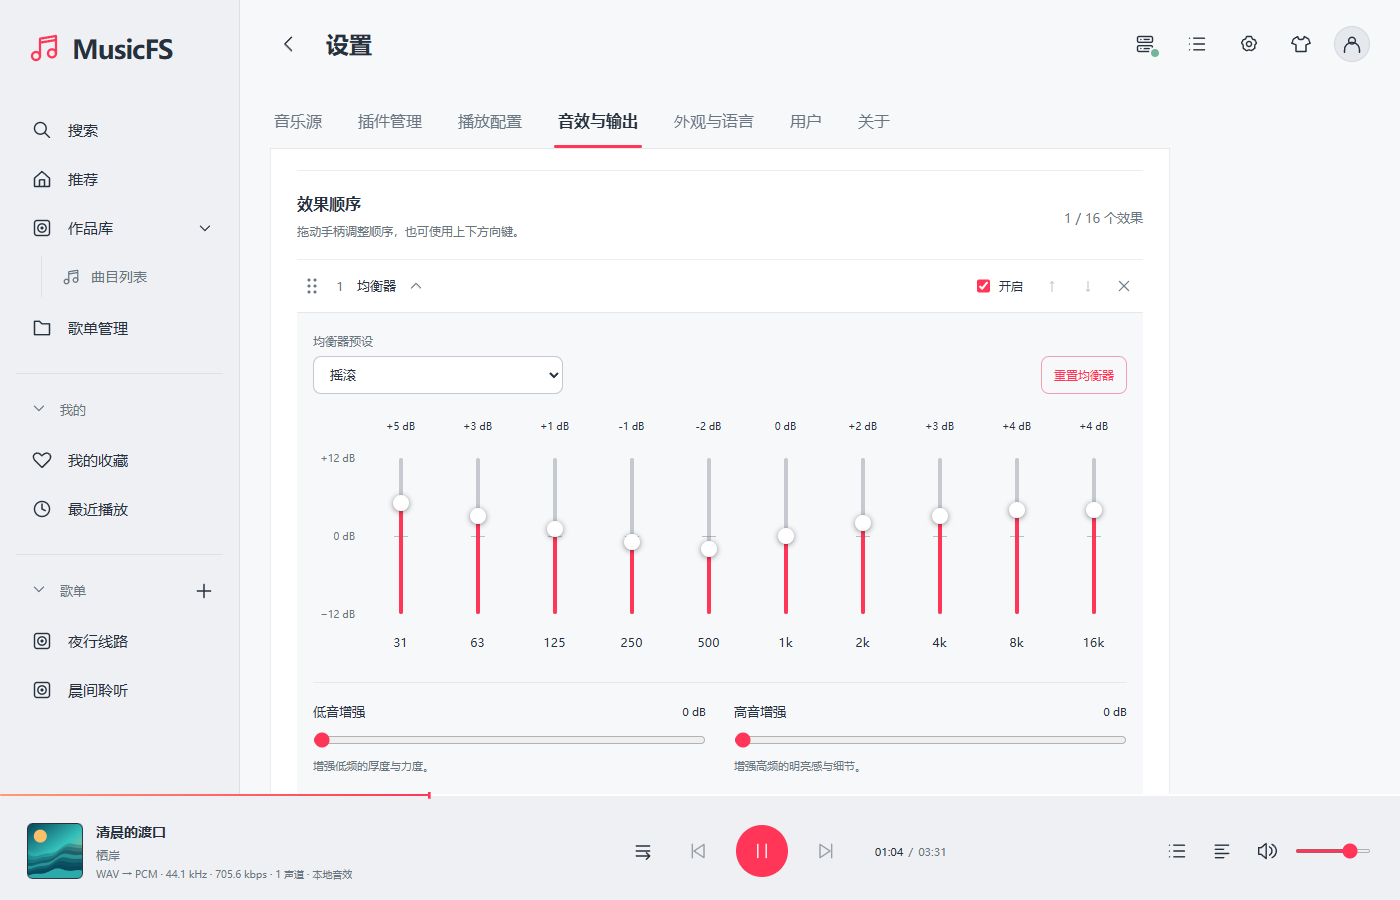 MusicFS
搜索
推荐
作品库
曲目列表
歌单管理
我的
我的收藏
最近播放
歌单
夜行线路
晨间聆听
设置
音乐源 插件管理 播放配置 音效与输出 外观与语言 用户 关于
效果顺序
拖动手柄调整顺序，也可使用上下方向键。
1 / 16 个效果
1 均衡器 开启
均衡器预设
摇滚
重置均衡器
+5 dB +3 dB +1 dB -1 dB -2 dB 0 dB +2 dB +3 dB +4 dB +4 dB
+12 dB
0 dB
−12 dB
31 63 125 250 500 1k 2k 4k 8k 16k
低音增强 0 dB
增强低频的厚度与力度。
高音增强 0 dB
增强高频的明亮感与细节。
清晨的渡口
栖岸
WAV → PCM · 44.1 kHz · 705.6 kbps · 1 声道 · 本地音效
01:04 / 03:31